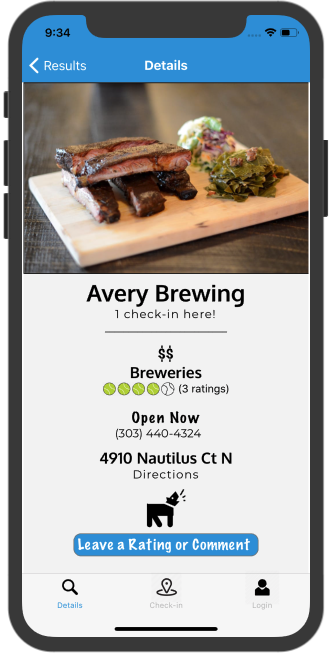 9:34
Results
Details
Avery Brewing
1 check-in here!
$$
Breweries
(3 ratings)
Open Now
(303) 440-4324
4910 Nautilus Ct N
Directions
Leave a Rating or Comment
Details
Check-in
Login